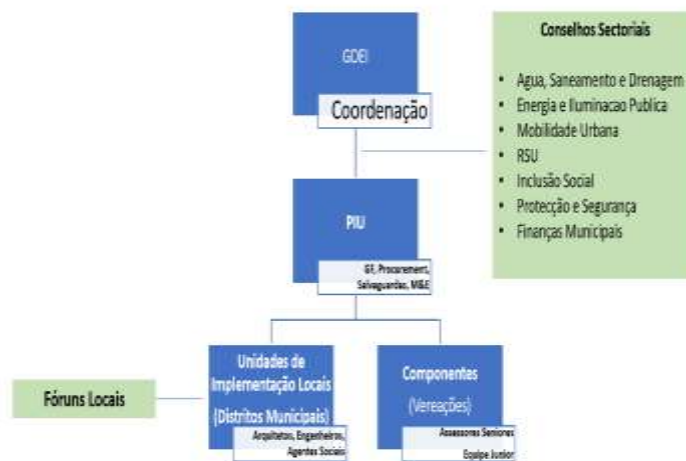 GDEI
Coordenação
Conselhos Sectoriais
• Agua, Saneamento e Drenagem
• Energia e Iluminacao Publica
• Mobilidade Urbana
• RSU
• Inclusão Social
• Protecção e Segurança
• Finanças Municipais
PIU
GF, Procurement,
Salvaguardas, M&E
Unidades de
Implementação Locais
(Distritos Municipais)
Arquitetos, Engenheiros,
Agentes Sociais
Componentes
(Vereações)
Assessores Seniores
Equipe Junior
Fóruns Locais